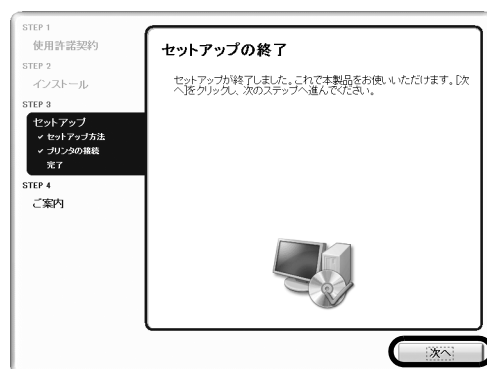 STEP 1
使用許諾契約
STEP 2
インストール
STEP 3
セットアップ
✓ セットアップ方法
✓ プリンタの接続
完了
STEP 4
ご案内
セットアップの終了
セットアップが終了しました。これで本製品をお使いいただけます。[次
へ]をクリックし、次のステップへ進んでください。
次へ